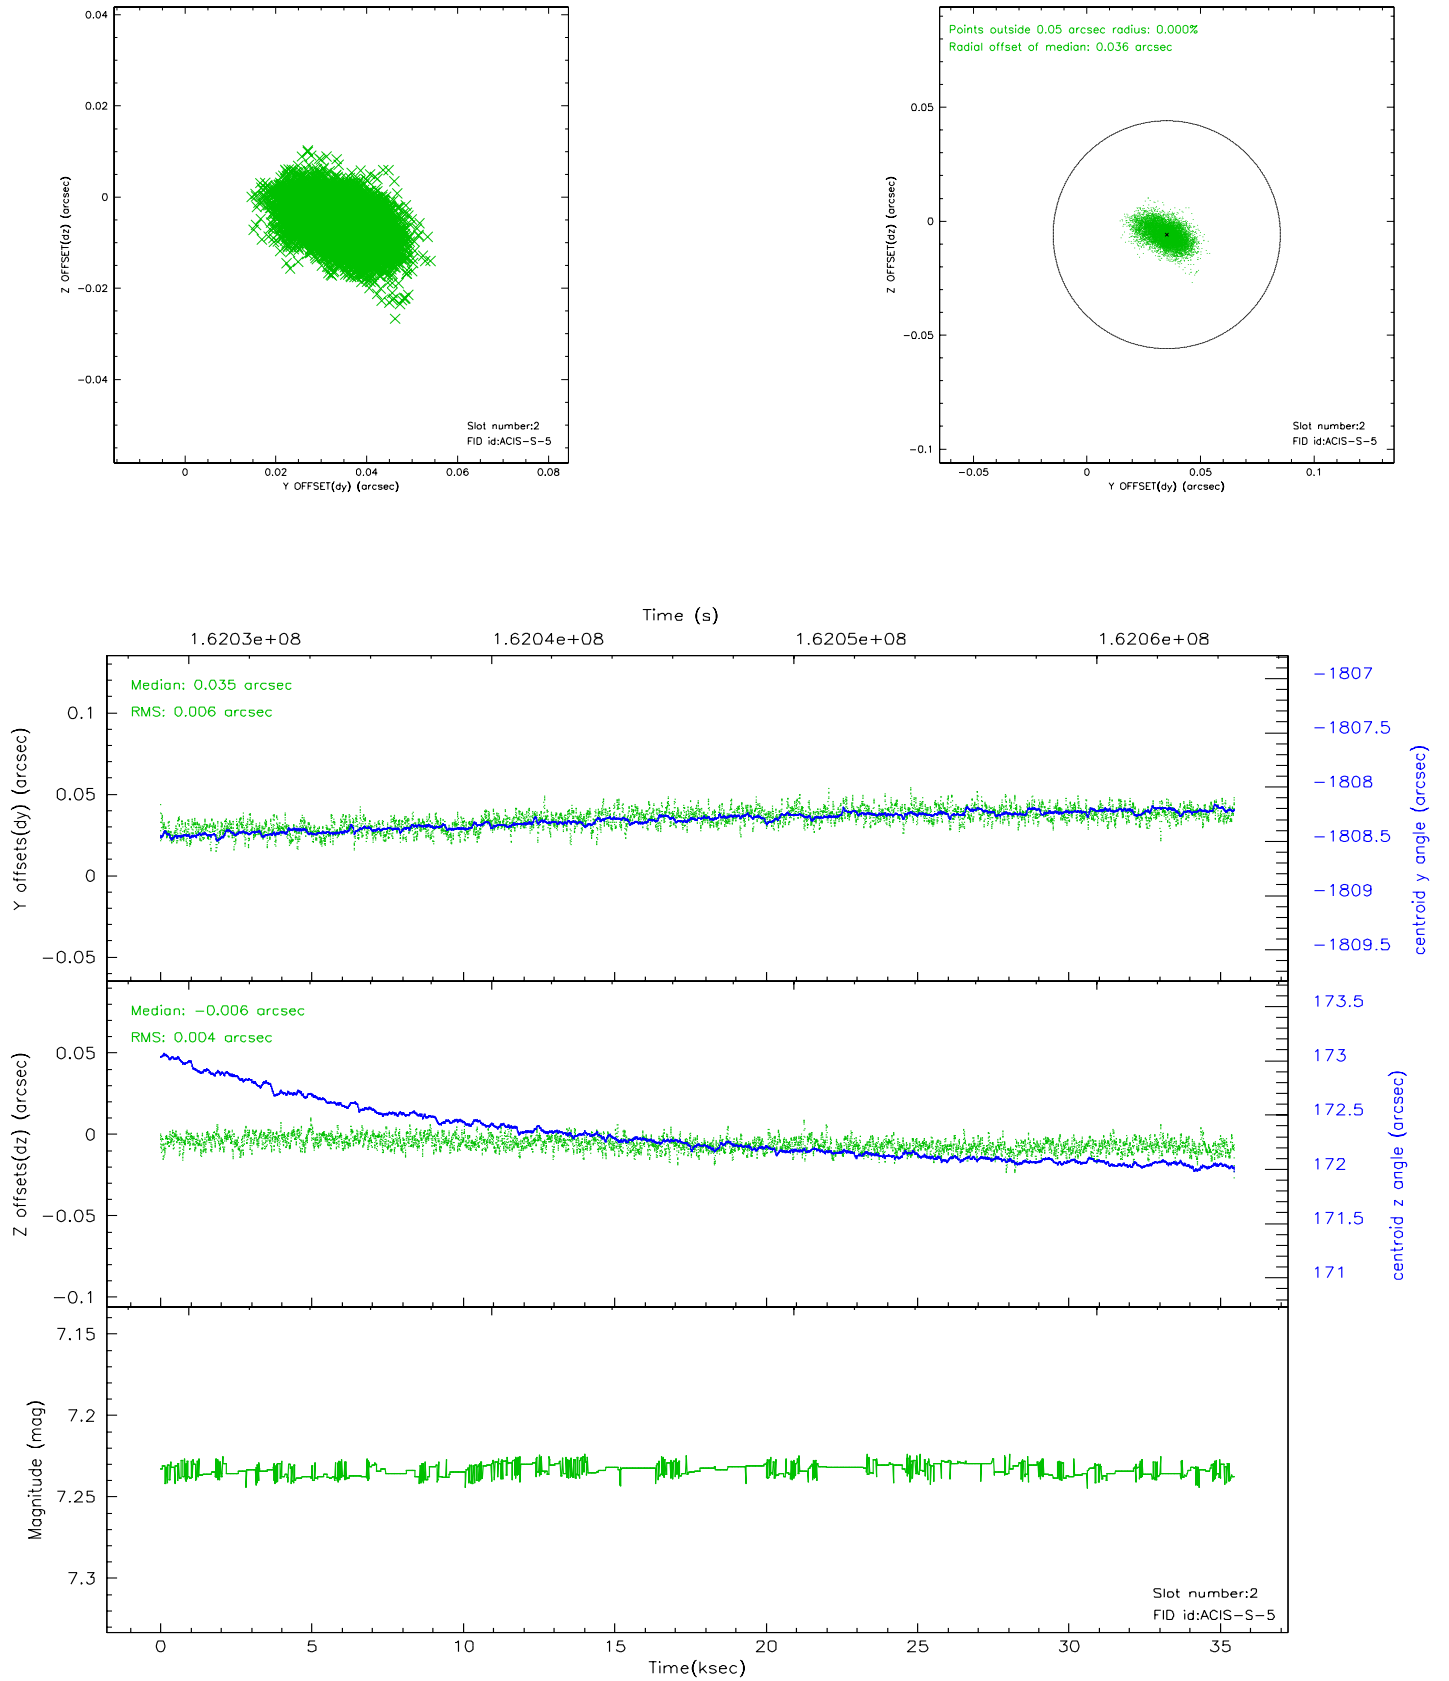 0.04
0.02
0
−0.02
−0.04
Z OFFSET(dz) (arcsec)
Slot number:2
FID id:ACIS−S−5
0 0.02 0.04 0.06 0.08
Y OFFSET(dy) (arcsec)
Points outside 0.05 arcsec radius: 0.000%
Radial offset of median: 0.036 arcsec
0.05
0
−0.05
−0.1
Z OFFSET(dz) (arcsec)
Slot number:2
FID id:ACIS−S−5
−0.05 0 0.05 0.1
Y OFFSET(dy) (arcsec)
Time (s)
1.6203e+08 1.6204e+08 1.6205e+08 1.6206e+08
Median: 0.035 arcsec
RMS: 0.006 arcsec
0.1
0.05
0
−0.05
Y offsets(dy) (arcsec)
−1807
−1807.5
−1808
−1808.5
−1809
−1809.5
centroid y angle (arcsec)
Median: −0.006 arcsec
RMS: 0.004 arcsec
0.05
0
−0.05
−0.1
Z offsets(dz) (arcsec)
173.5
173
172.5
172
171.5
171
centroid z angle (arcsec)
7.15
7.2
7.25
7.3
Magnitude (mag)
Slot number:2
FID id:ACIS−S−5
0 5 10 15 20 25 30 35
Time(ksec)